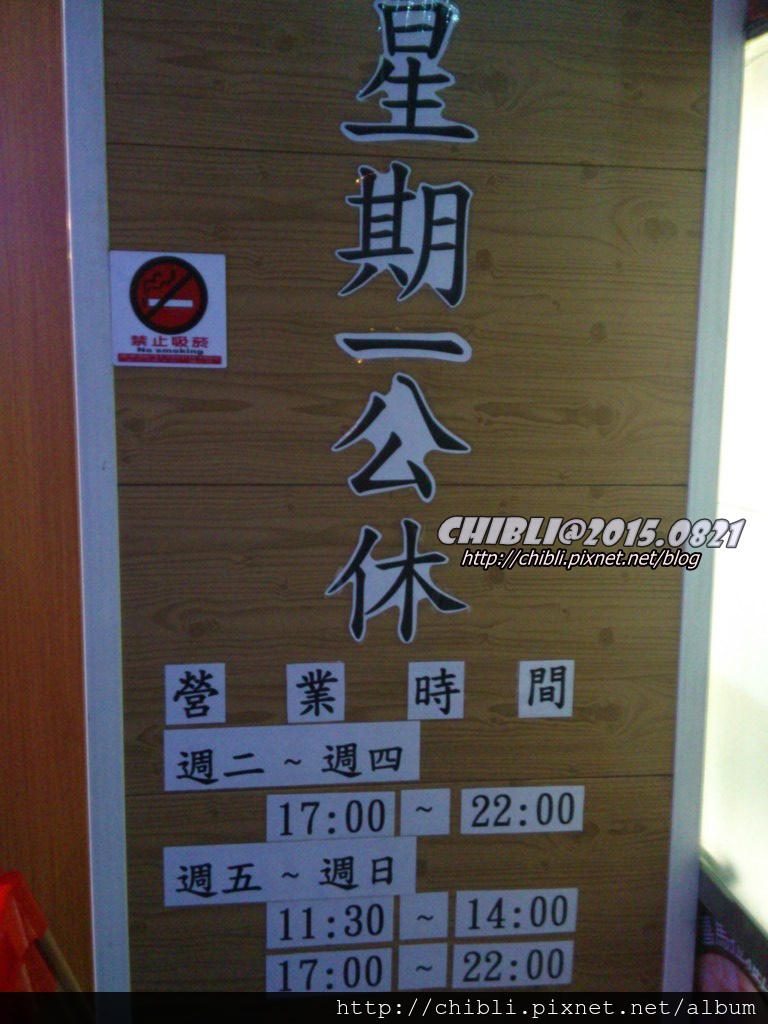 星期一公休
禁止吸菸
No smoking
CHIBLI@2015.0821
http://chibli.pixnet.net/blog
營業時間
週二~週四
17:00 ~ 22:00
週五~週日
11:30 ~ 14:00
17:00 ~ 22:00
http://chibli.pixnet.net/album